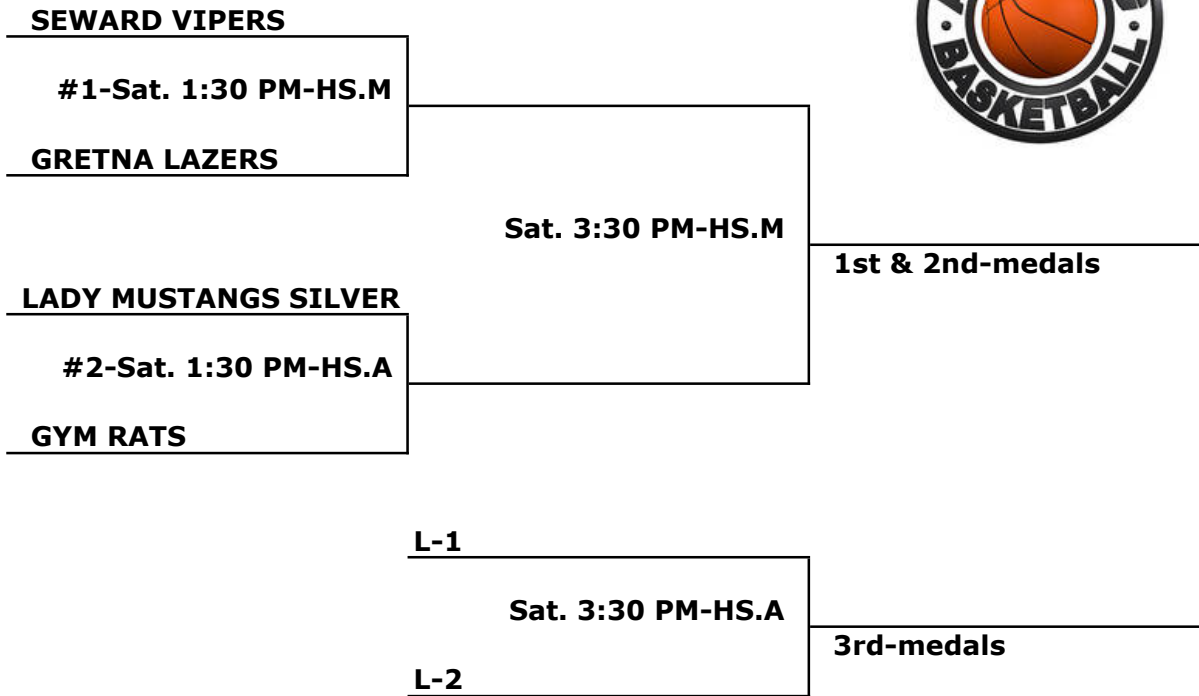 SEWARD VIPERS
#1-Sat. 1:30 PM-HS.M
GRETNA LAZERS
Sat. 3:30 PM-HS.M
1st & 2nd-medals
LADY MUSTANGS SILVER
#2-Sat. 1:30 PM-HS.A
GYM RATS
L-1
Sat. 3:30 PM-HS.A
3rd-medals
L-2
BASKETBALL